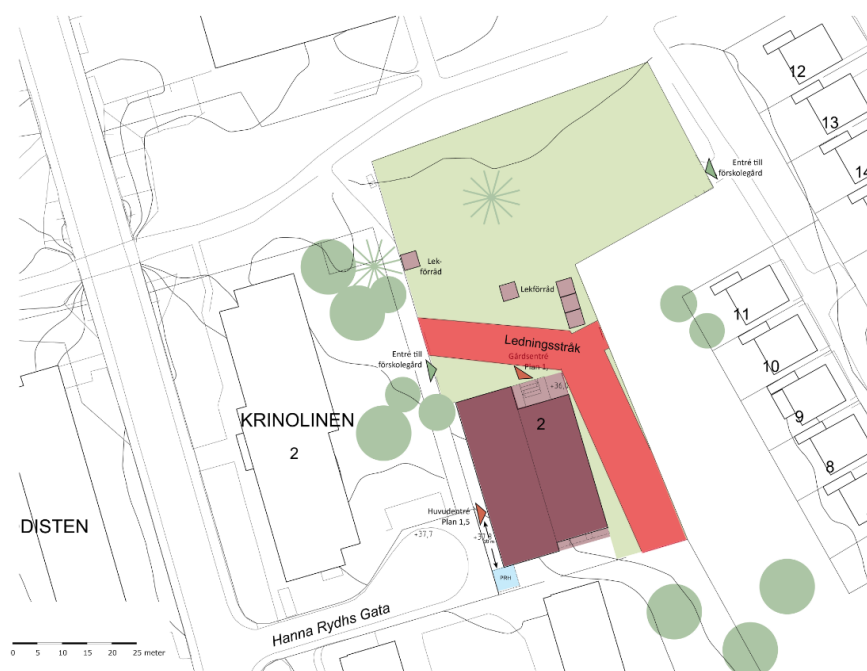 12
13
14
Entré till
förskolegård
Lek-
förråd
Lekförråd
11
Ledningsstråk
Gårdsentré
Plan 1,
10
Entré till
förskolegård
+36,0
9
KRINOLINEN
2
2
8
Huvudentré
Plan 1,5
DISTEN
+37,7
PRH
Hanna Rydhs Gata
0 5 10 15 20 25 meter